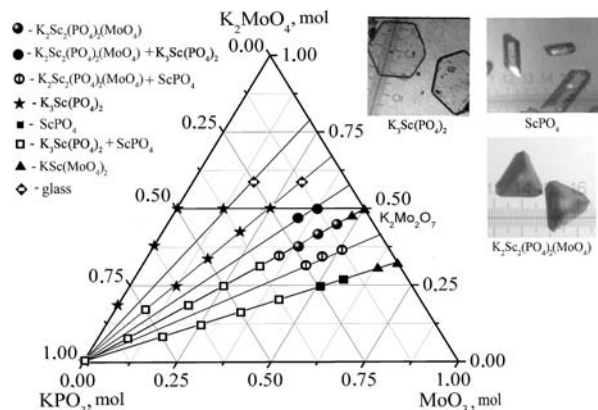 K₂MoO₄, mol
- K₂Sc₂(PO₄)₂(MoO₄)
- K₂Sc₂(PO₄)₂(MoO₄) + K₃Sc(PO₄)₂
- K₂Sc₂(PO₄)₂(MoO₄) + ScPO₄
- K₃Sc(PO₄)₂
- ScPO₄
- K₃Sc(PO₄)₂ + ScPO₄
- KSc(MoO₄)₂
- glass
0.00
1.00
0.25
0.75
0.50
0.50
K₂Mo₂O₇
0.75
0.25
1.00
0.00
0.00
0.25
0.50
0.75
1.00
KPO₃, mol
MoO₃, mol
K₃Sc(PO₄)₂
ScPO₄
K₂Sc₂(PO₄)₂(MoO₄)